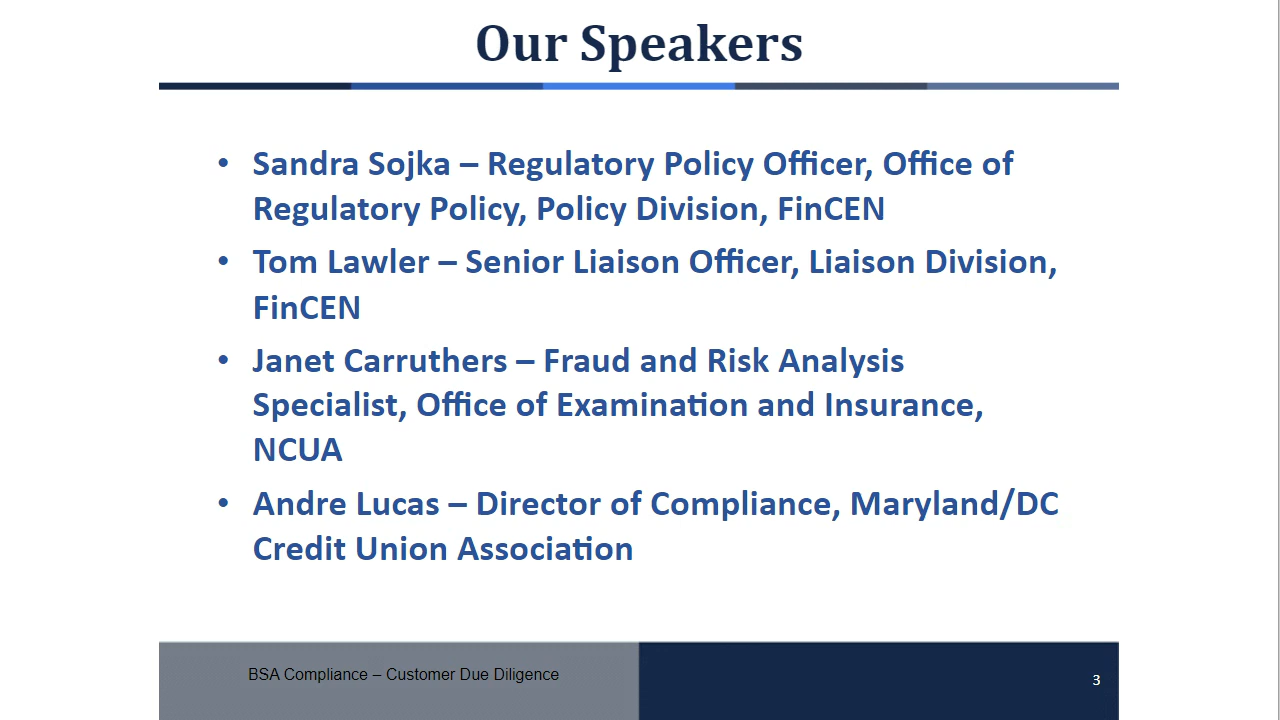 Our Speakers
• Sandra Sojka – Regulatory Policy Officer, Office of
Regulatory Policy, Policy Division, FinCEN
• Tom Lawler – Senior Liaison Officer, Liaison Division,
FinCEN
• Janet Carruthers – Fraud and Risk Analysis
Specialist, Office of Examination and Insurance,
NCUA
• Andre Lucas – Director of Compliance, Maryland/DC
Credit Union Association
BSA Compliance – Customer Due Diligence
3